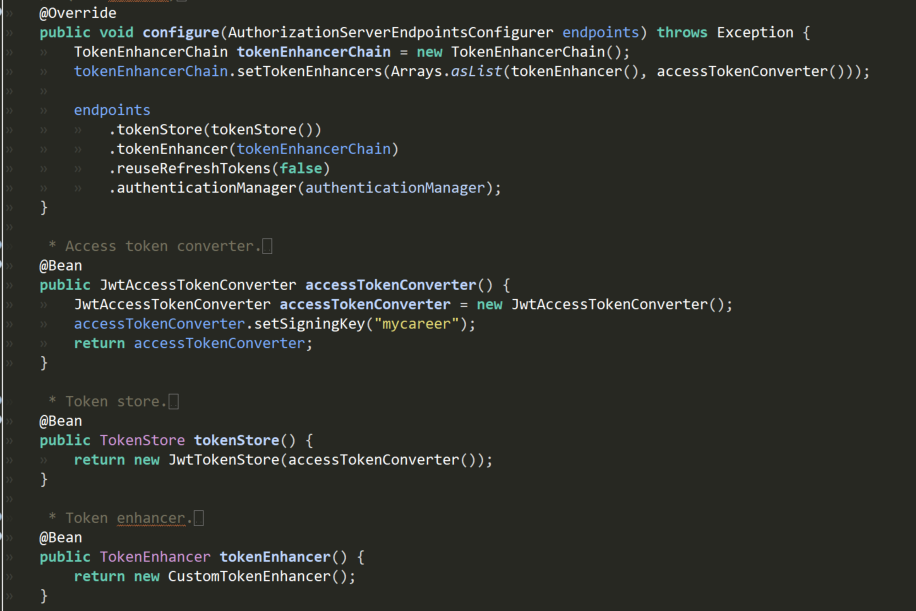 @Override
public void configure(AuthorizationServerEndpointsConfigurer endpoints) throws Exception {
TokenEnhancerChain tokenEnhancerChain = new TokenEnhancerChain();
tokenEnhancerChain.setTokenEnhancers(Arrays.asList(tokenEnhancer(), accessTokenConverter()));
endpoints
.tokenStore(tokenStore())
.tokenEnhancer(tokenEnhancerChain)
.reuseRefreshTokens(false)
.authenticationManager(authenticationManager);
}
* Access token converter.
@Bean
public JwtAccessTokenConverter accessTokenConverter() {
JwtAccessTokenConverter accessTokenConverter = new JwtAccessTokenConverter();
accessTokenConverter.setSigningKey("mycareer");
return accessTokenConverter;
}
* Token store.
@Bean
public TokenStore tokenStore() {
return new JwtTokenStore(accessTokenConverter());
}
* Token enhancer.
@Bean
public TokenEnhancer tokenEnhancer() {
return new CustomTokenEnhancer();
}